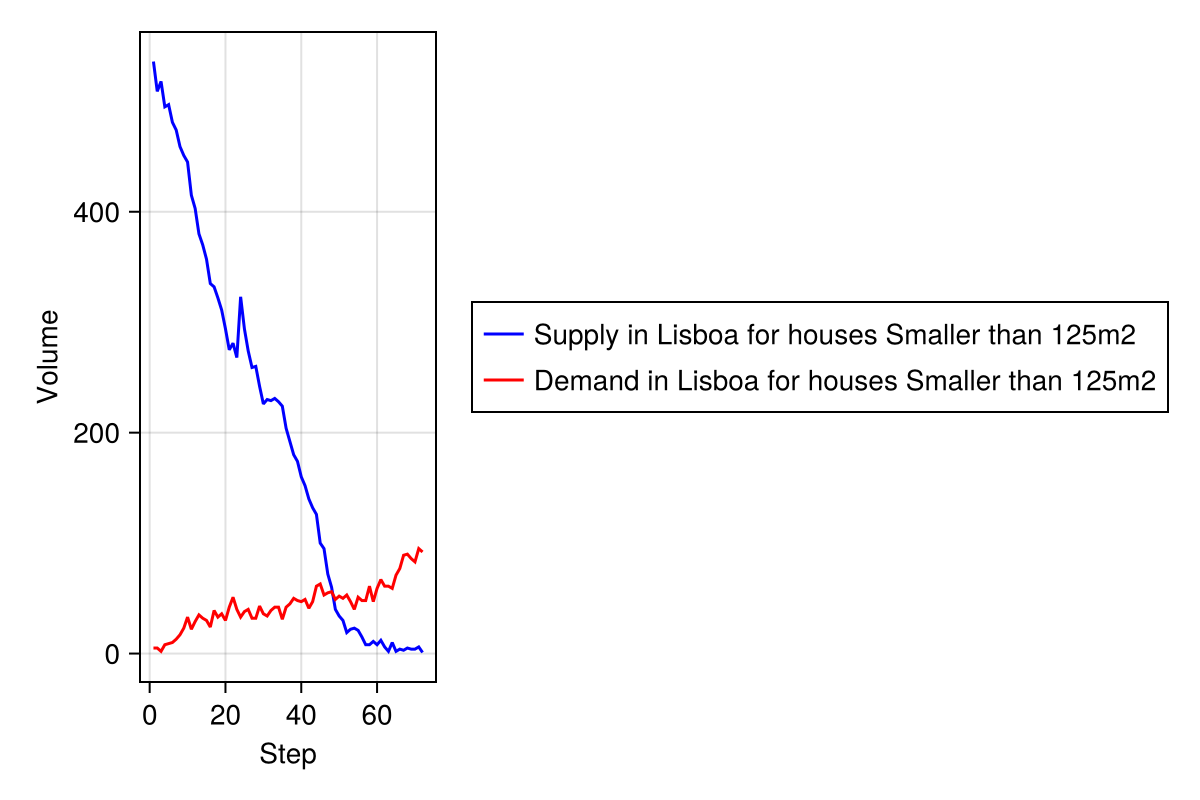 Volume
400
200
0
0 20 40 60
Step
Supply in Lisboa for houses Smaller than 125m2
Demand in Lisboa for houses Smaller than 125m2